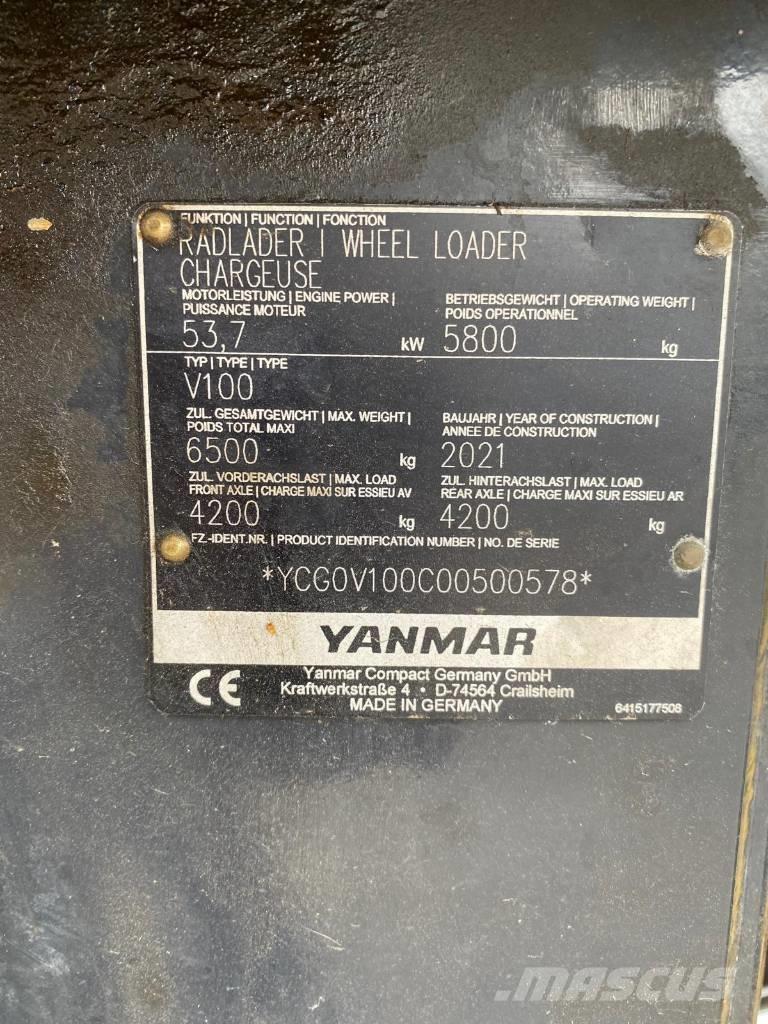 FUNKTION | FUNCTION | FONCTION
RADLADER | WHEEL LOADER
CHARGEUSE
MOTORLEISTUNG | ENGINE POWER |
PUISSANCE MOTEUR
53,7 kW
BETRIEBSGEWICHT | OPERATING WEIGHT |
POIDS OPERATIONNEL
5800 kg
TYP | TYPE | TYPE
V100
ZUL. GESAMTGEWICHT | MAX. WEIGHT |
POIDS TOTAL MAXI
6500 kg
BAUJAHR | YEAR OF CONSTRUCTION |
ANNEE DE CONSTRUCTION
2021
ZUL. VORDERACHSLAST | MAX. LOAD
FRONT AXLE | CHARGE MAXI SUR ESSIEU AV
4200 kg
ZUL. HINTERACHSLAST | MAX. LOAD
REAR AXLE | CHARGE MAXI SUR ESSIEU AR
4200 kg
FZ.-IDENT.NR. | PRODUCT IDENTIFICATION NUMBER | NO. DE SERIE
*YCG0V100C00500578*
YANMAR
CE
Yanmar Compact Germany GmbH
Kraftwerkstraße 4 • D-74564 Crailsheim
MADE IN GERMANY
6415177508
MASCUS